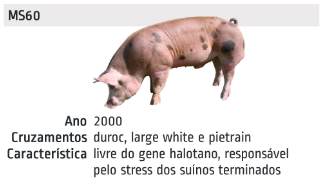 MS60
Ano 2000
Cruzamentos duroc, large white e pietrain
Característica livre do gene halotano, responsável
pelo stress dos suínos terminados